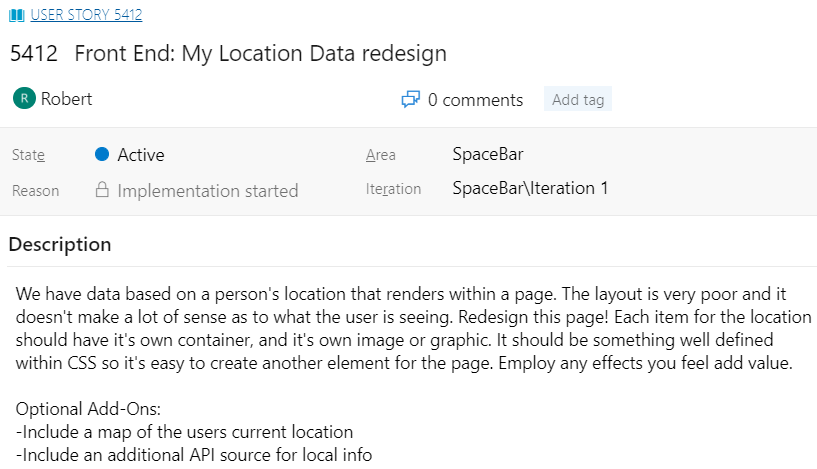 USER STORY 5412
5412 Front End: My Location Data redesign
R Robert 0 comments Add tag
State Active Area SpaceBar
Reason Implementation started Iteration SpaceBar\Iteration 1
Description
We have data based on a person's location that renders within a page. The layout is very poor and it
doesn't make a lot of sense as to what the user is seeing. Redesign this page! Each item for the location
should have it's own container, and it's own image or graphic. It should be something well defined
within CSS so it's easy to create another element for the page. Employ any effects you feel add value.
Optional Add-Ons:
-Include a map of the users current location
-Include an additional API source for local info